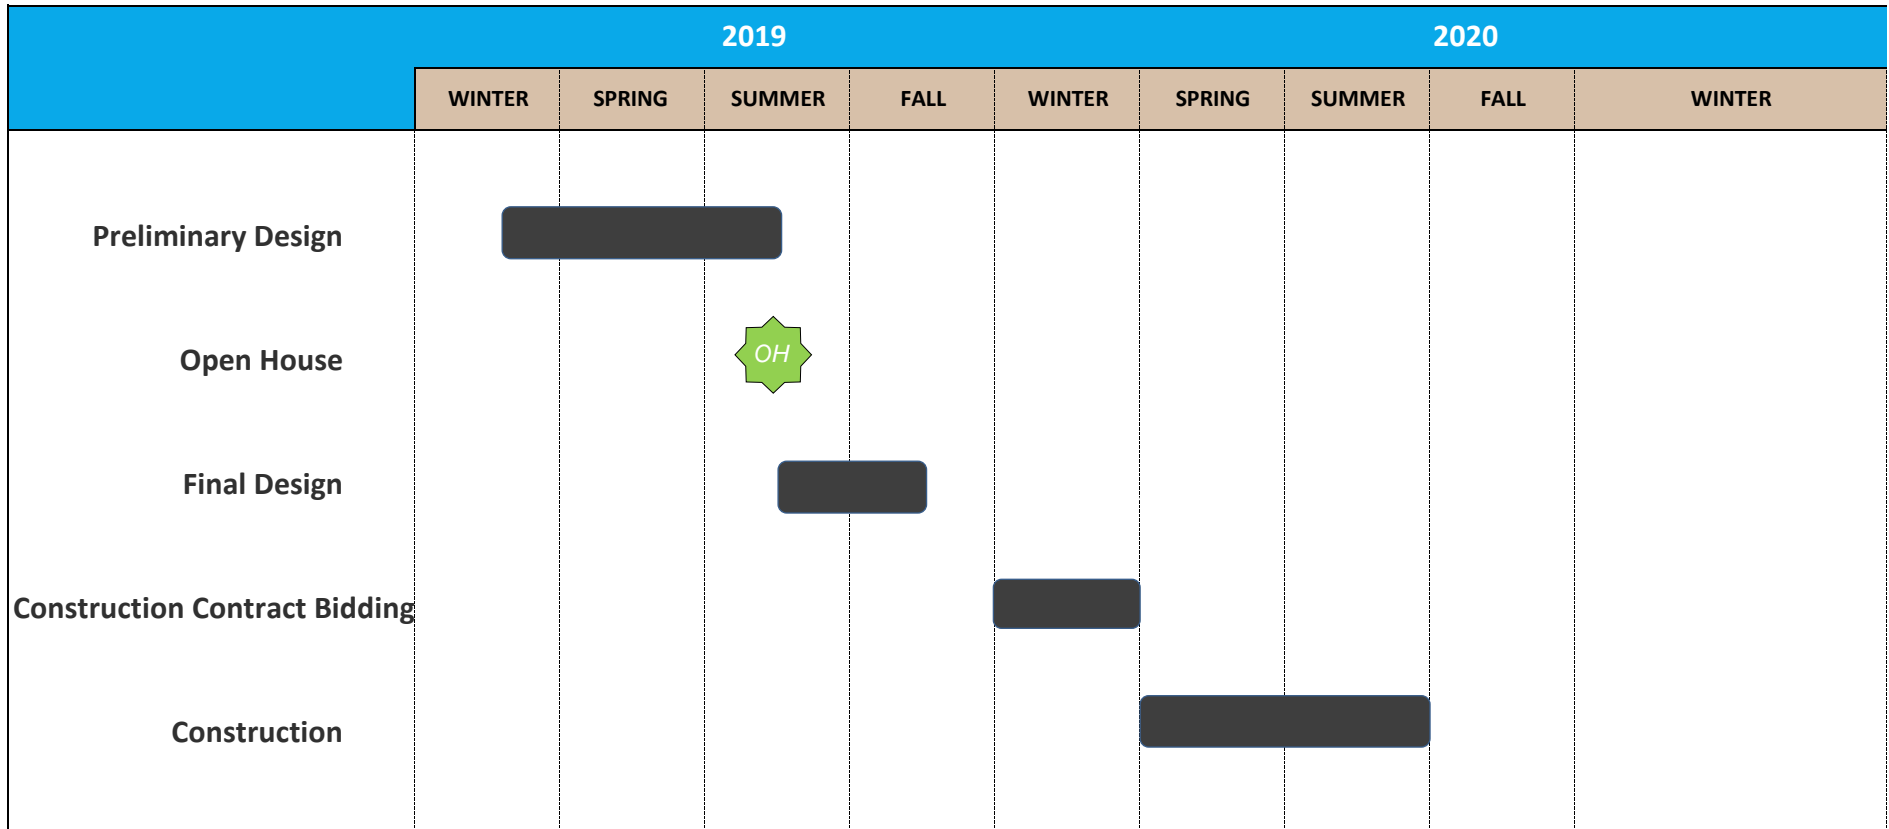 2019 2020
WINTER SPRING SUMMER FALL WINTER SPRING SUMMER FALL WINTER
Preliminary Design
Open House
OH
Final Design
Construction Contract Bidding
Construction